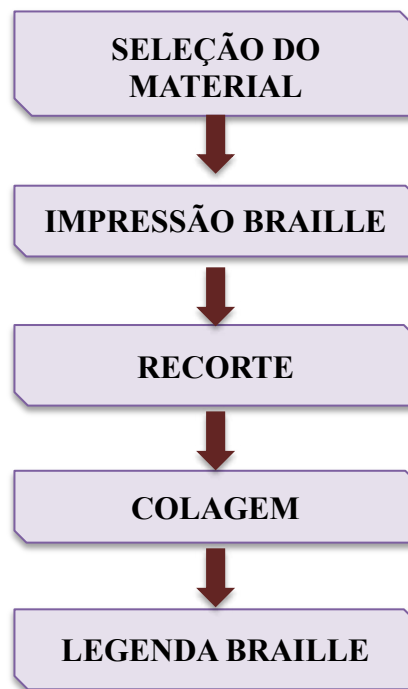 SELEÇÃO DO
MATERIAL
IMPRESSÃO BRAILLE
RECORTE
COLAGEM
LEGENDA BRAILLE